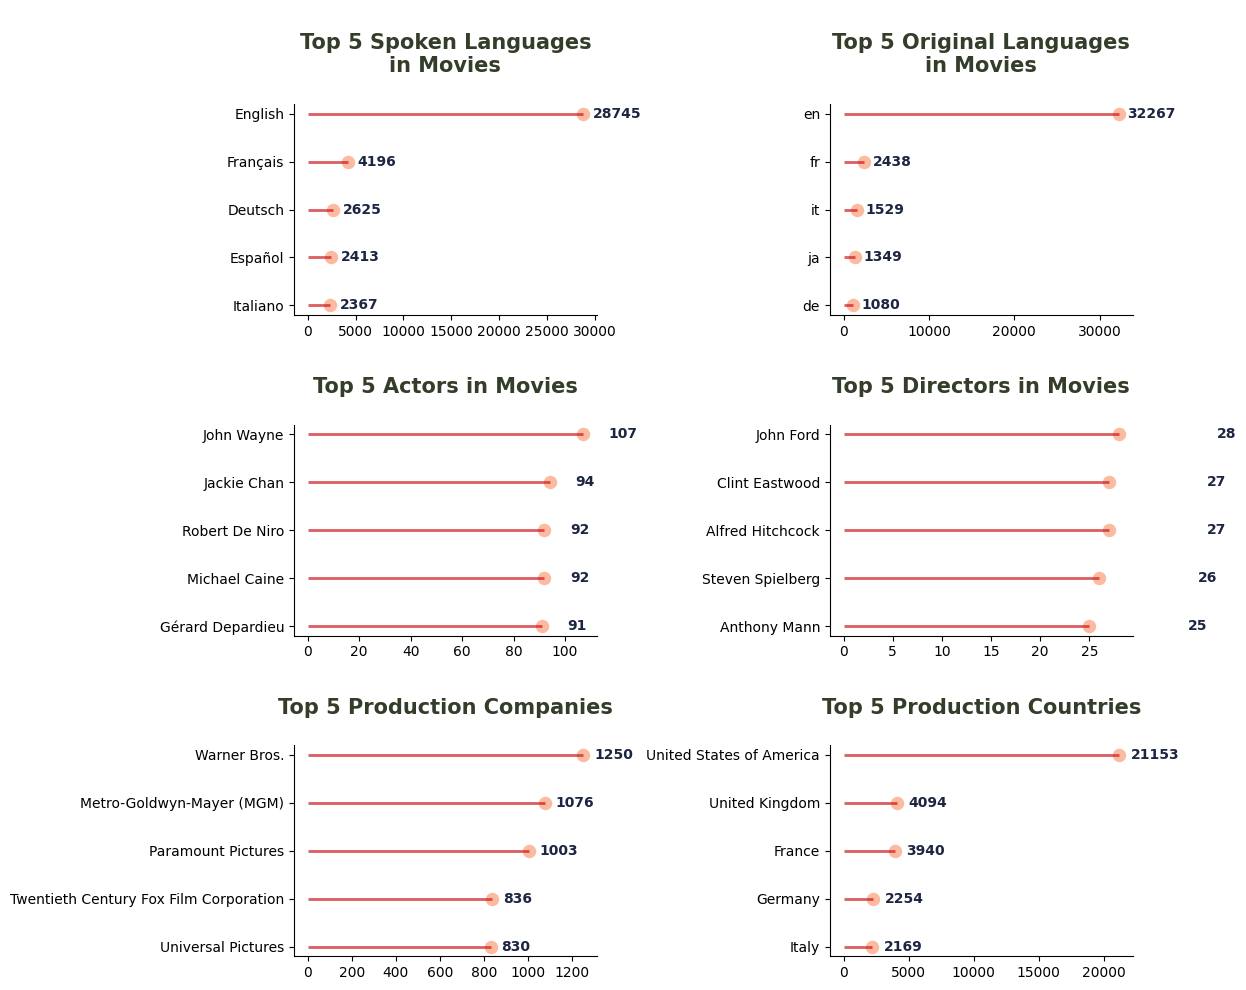 Top 5 Spoken Languages
in Movies
English 28745
Français 4196
Deutsch 2625
Español 2413
Italiano 2367
0 5000 10000 15000 20000 25000 30000
Top 5 Original Languages
in Movies
en 32267
fr 2438
it 1529
ja 1349
de 1080
0 10000 20000 30000
Top 5 Actors in Movies
John Wayne 107
Jackie Chan 94
Robert De Niro 92
Michael Caine 92
Gérard Depardieu 91
0 20 40 60 80 100
Top 5 Directors in Movies
John Ford 28
Clint Eastwood 27
Alfred Hitchcock 27
Steven Spielberg 26
Anthony Mann 25
0 5 10 15 20 25
Top 5 Production Companies
Warner Bros. 1250
Metro-Goldwyn-Mayer (MGM) 1076
Paramount Pictures 1003
Twentieth Century Fox Film Corporation 836
Universal Pictures 830
0 200 400 600 800 1000 1200
Top 5 Production Countries
United States of America 21153
United Kingdom 4094
France 3940
Germany 2254
Italy 2169
0 5000 10000 15000 20000